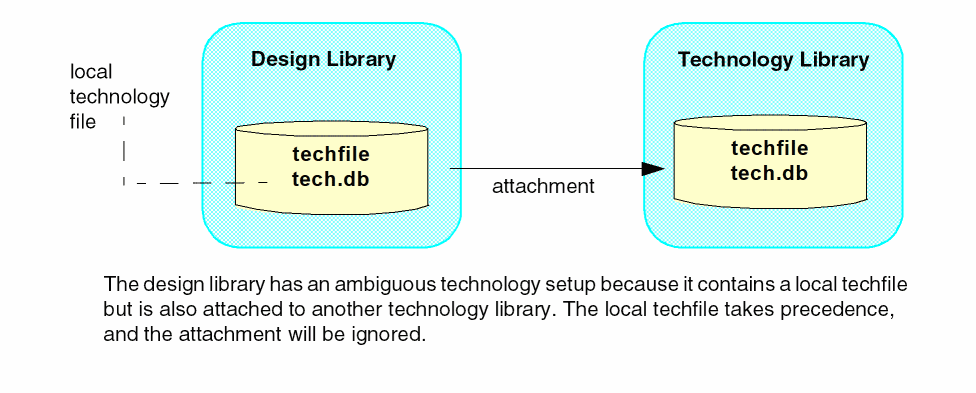 Design Library
Technology Library
local
technology
file
techfile
tech.db
attachment
techfile
tech.db
The design library has an ambiguous technology setup because it contains a local techfile
but is also attached to another technology library. The local techfile takes precedence,
and the attachment will be ignored.